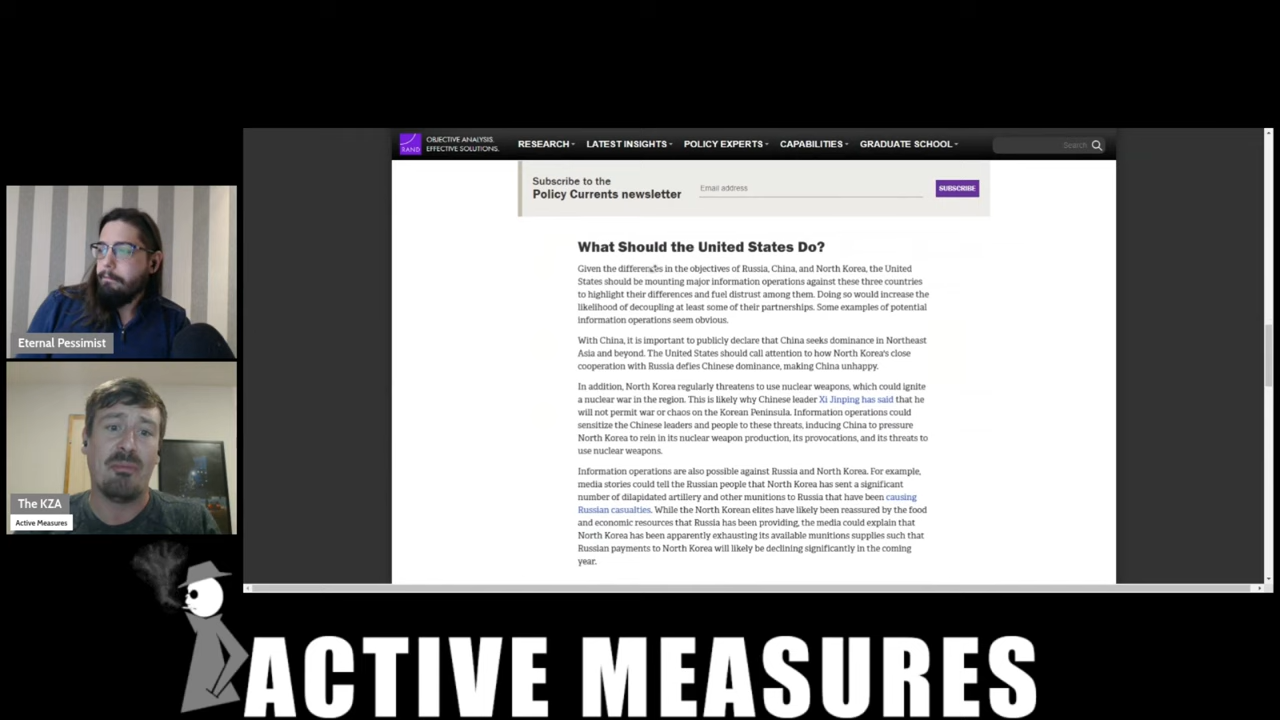 OBJECTIVE ANALYSIS.
EFFECTIVE SOLUTIONS.
RAND
RESEARCH
LATEST INSIGHTS
POLICY EXPERTS
CAPABILITIES
GRADUATE SCHOOL
Search
Subscribe to the
Policy Currents newsletter
Email address
SUBSCRIBE
What Should the United States Do?
Given the differences in the objectives of Russia, China, and North Korea, the United
States should be mounting major information operations against these three countries
to highlight their differences and fuel distrust among them. Doing so would increase the
likelihood of decoupling at least some of their partnerships. Some examples of potential
information operations seem obvious.
With China, it is important to publicly declare that China seeks dominance in Northeast
Asia and beyond. The United States should call attention to how North Korea's close
cooperation with Russia defies Chinese dominance, making China unhappy.
In addition, North Korea regularly threatens to use nuclear weapons, which could ignite
a nuclear war in the region. This is likely why Chinese leader Xi Jinping has said that he
will not permit war or chaos on the Korean Peninsula. Information operations could
sensitize the Chinese leaders and people to these threats, inducing China to pressure
North Korea to rein in its nuclear weapon production, its provocations, and its threats to
use nuclear weapons.
Information operations are also possible against Russia and North Korea. For example,
media stories could tell the Russian people that North Korea has sent a significant
number of dilapidated artillery and other munitions to Russia that have been causing
Russian casualties. While the North Korean elites have likely been reassured by the food
and economic resources that Russia has been providing, the media could explain that
North Korea has been apparently exhausting its available munitions supplies such that
Russian payments to North Korea will likely be declining significantly in the coming
year.
Eternal Pessimist
The KZA
Active Measures
ACTIVE MEASURES